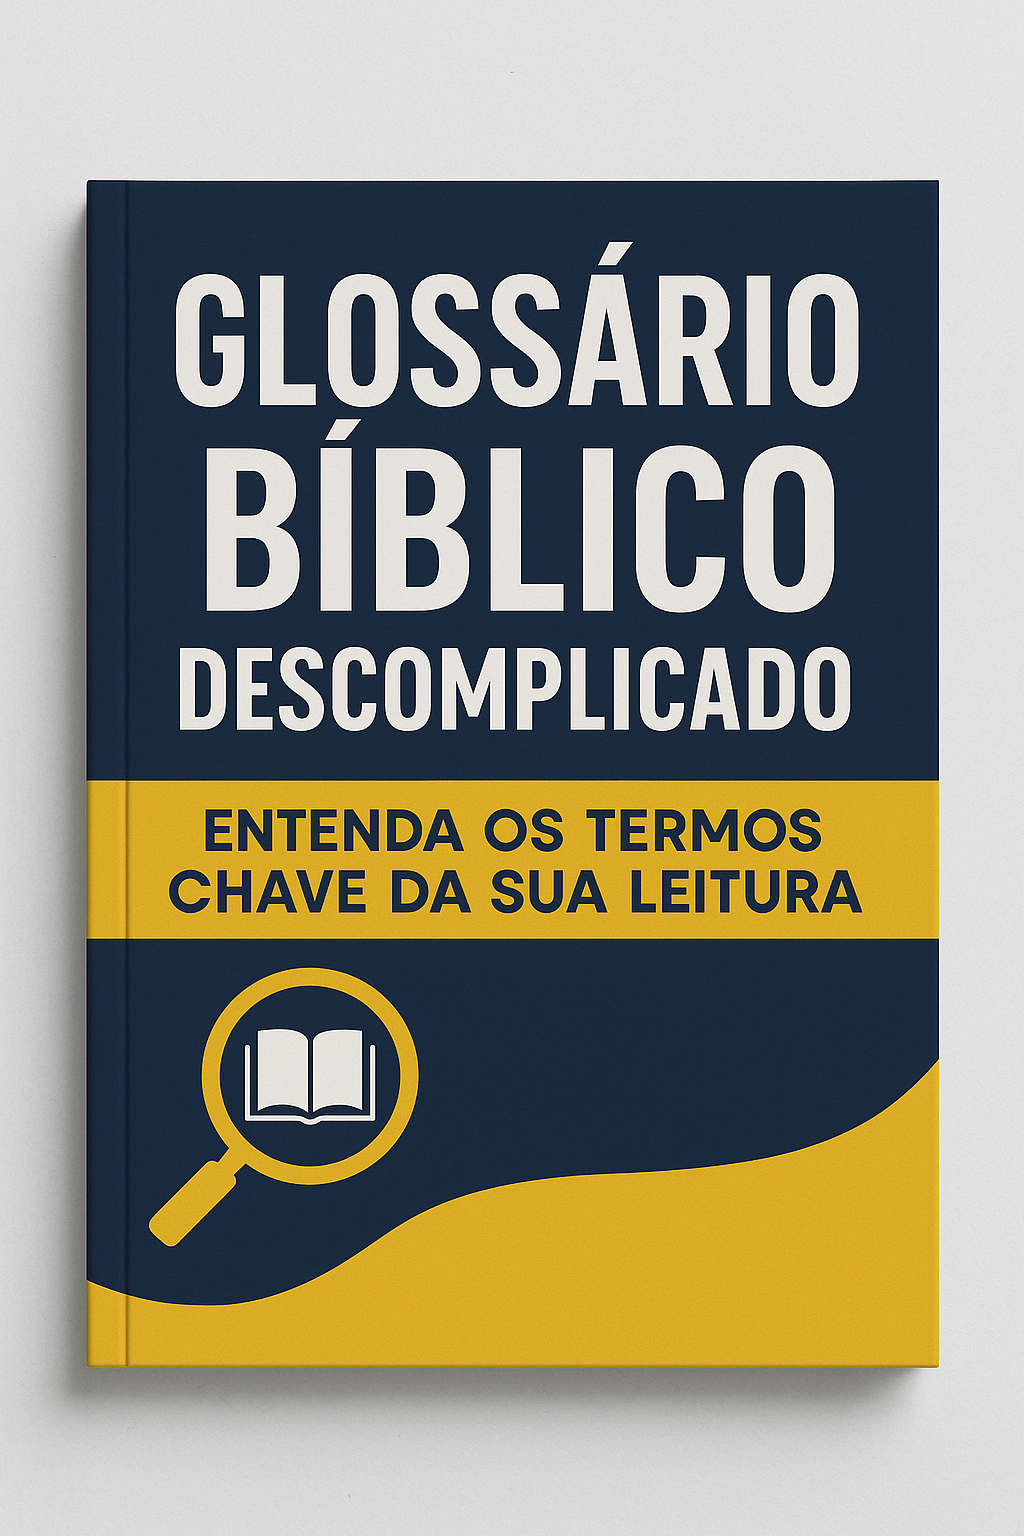 GLOSSÁRIO
BÍBLICO
DESCOMPLICADO
ENTENDA OS TERMOS
CHAVE DA SUA LEITURA